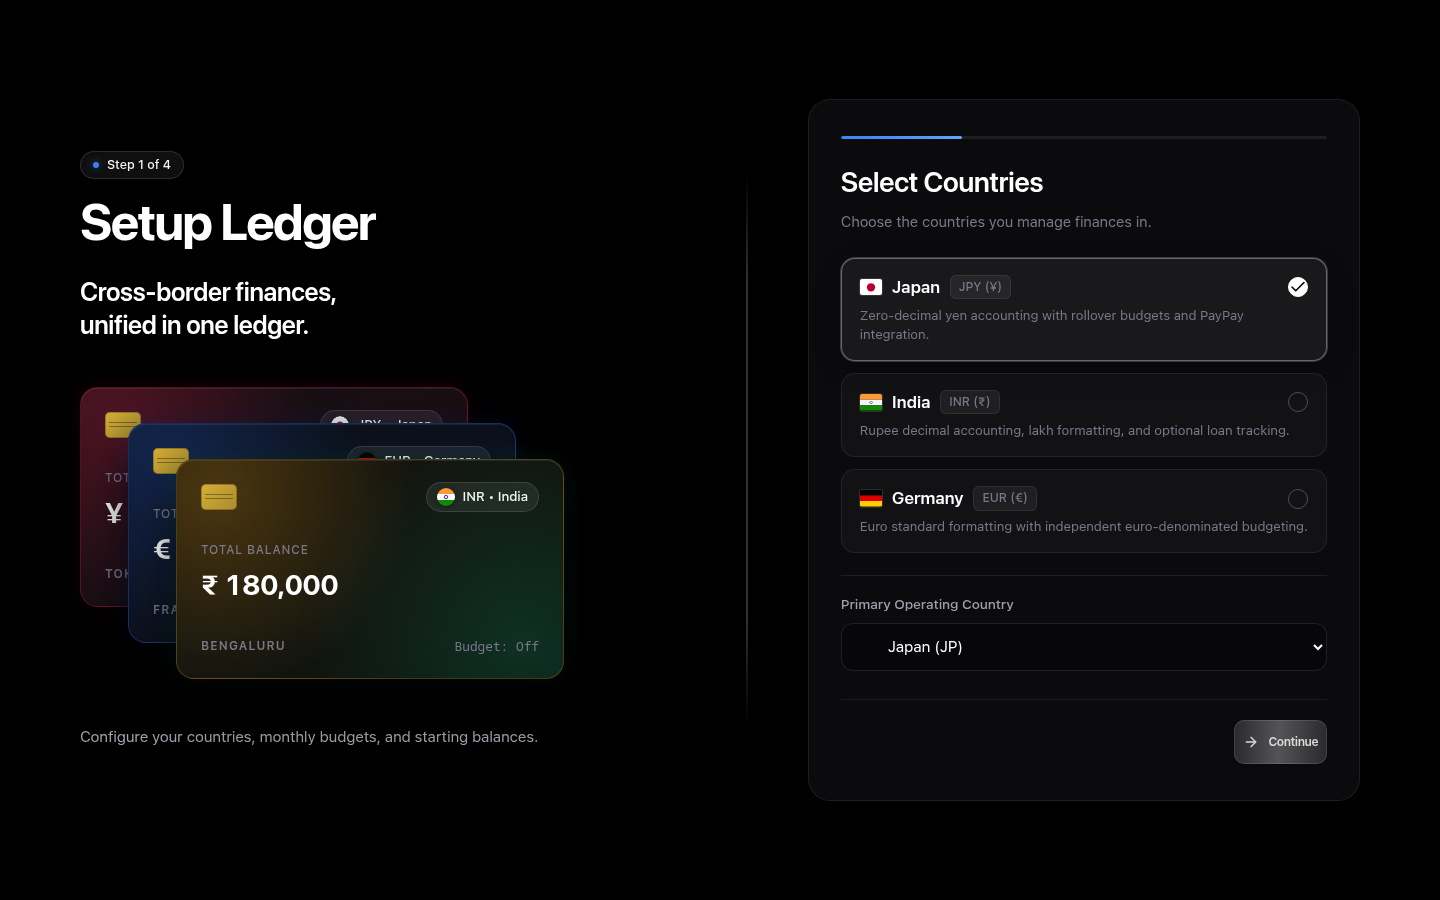 Step 1 of 4
Setup Ledger
Cross-border finances,
unified in one ledger.
¥
€
INR • India
TOTAL BALANCE
₹ 180,000
BENGALURU
Budget: Off
Configure your countries, monthly budgets, and starting balances.
Select Countries
Choose the countries you manage finances in.
Japan
JPY (¥)
Zero-decimal yen accounting with rollover budgets and PayPay
integration.
India
INR (₹)
Rupee decimal accounting, lakh formatting, and optional loan tracking.
Germany
EUR (€)
Euro standard formatting with independent euro-denominated budgeting.
Primary Operating Country
Japan (JP)
Continue